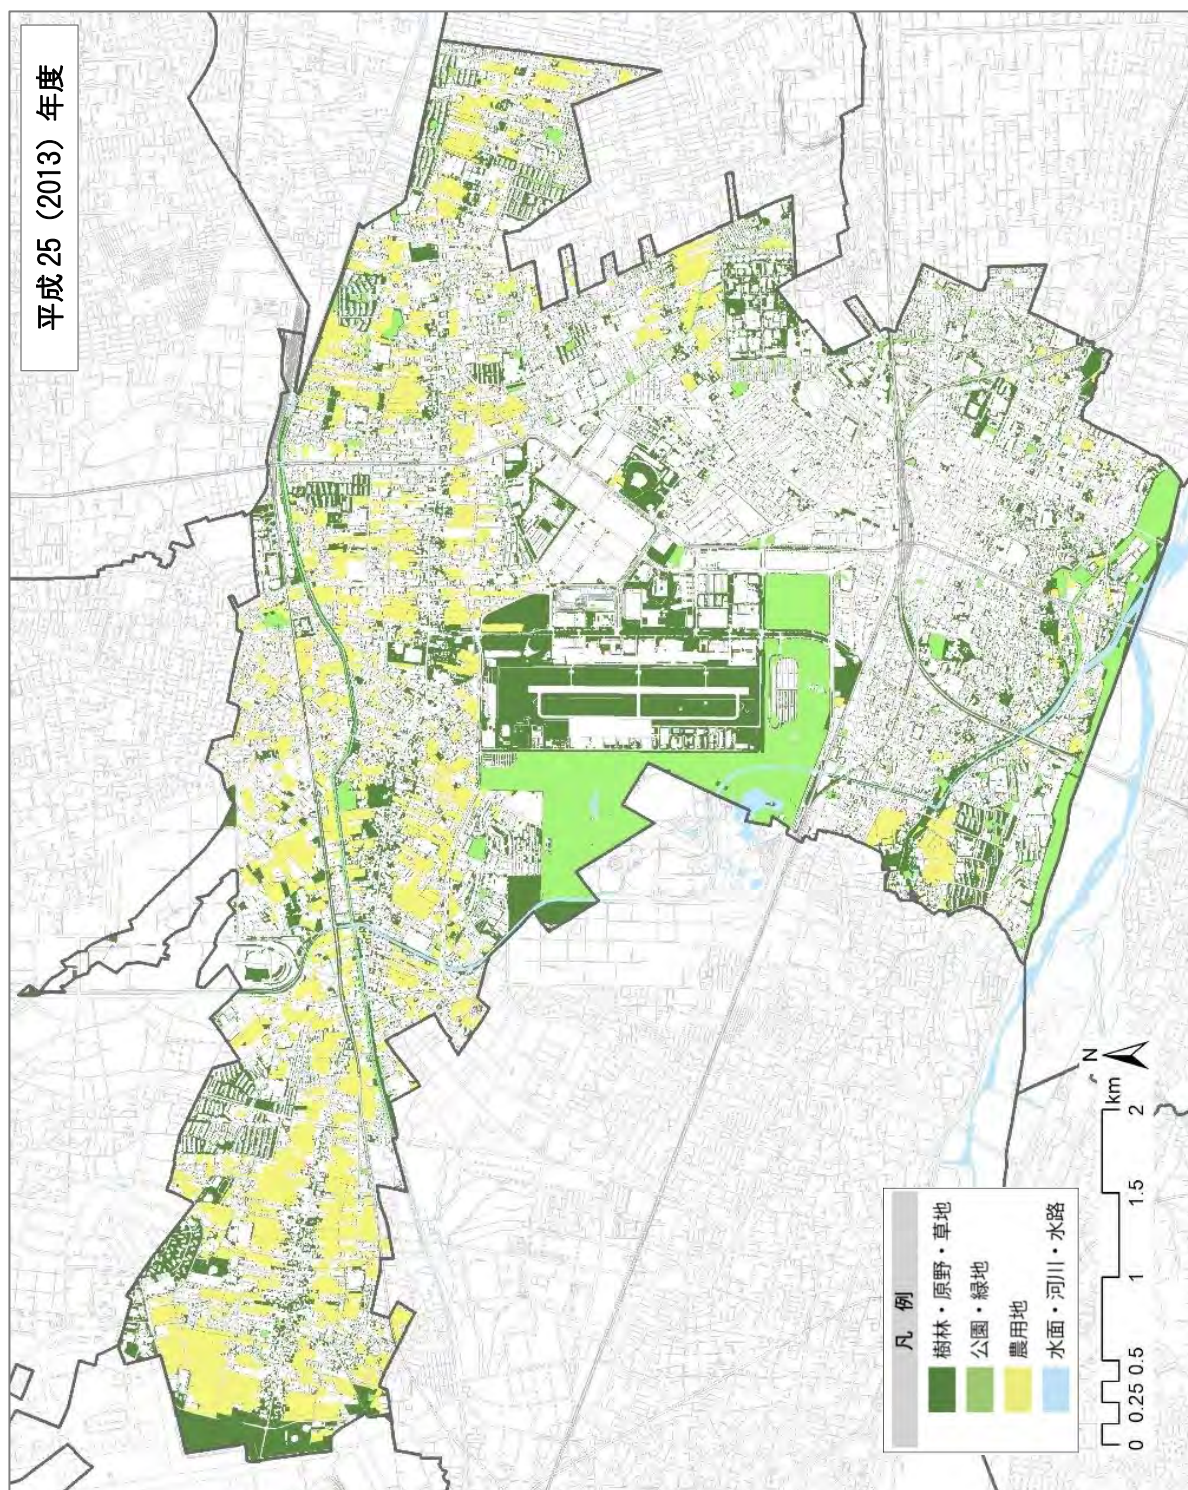 平成 25 (2013) 年度
凡 例
樹林・原野・草地
公園・緑地
農用地
水面・河川・水路
N
km
0 0.25 0.5 1 1.5 2